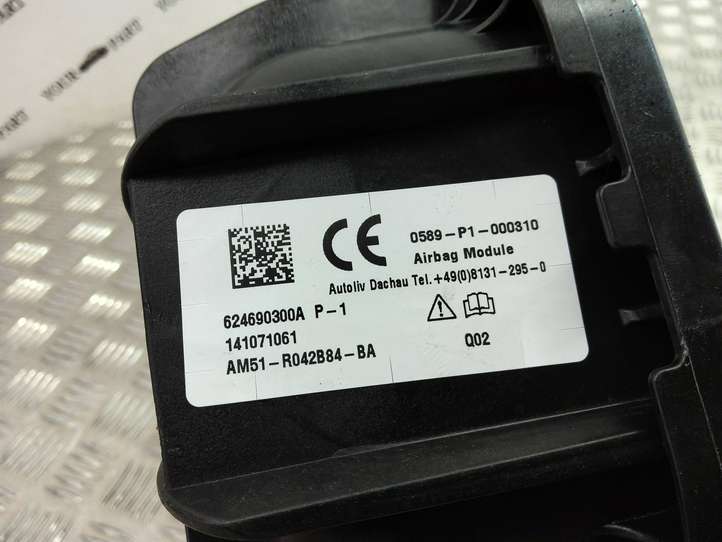 CE
0589-P1-000310
Airbag Module
Autoliv Dachau Tel.+49(0)8131-295-0
624690300A P-1
141071061
AM51-R042B84-BA
Q02